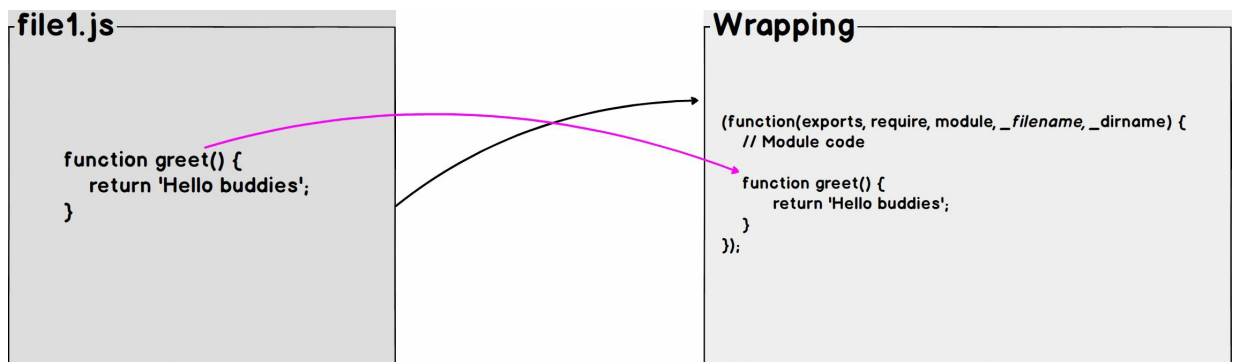 file1.js
function greet() {
return 'Hello buddies';
}
Wrapping
(function(exports, require, module, _filename, _dirname) {
// Module code
function greet() {
return 'Hello buddies';
}
});